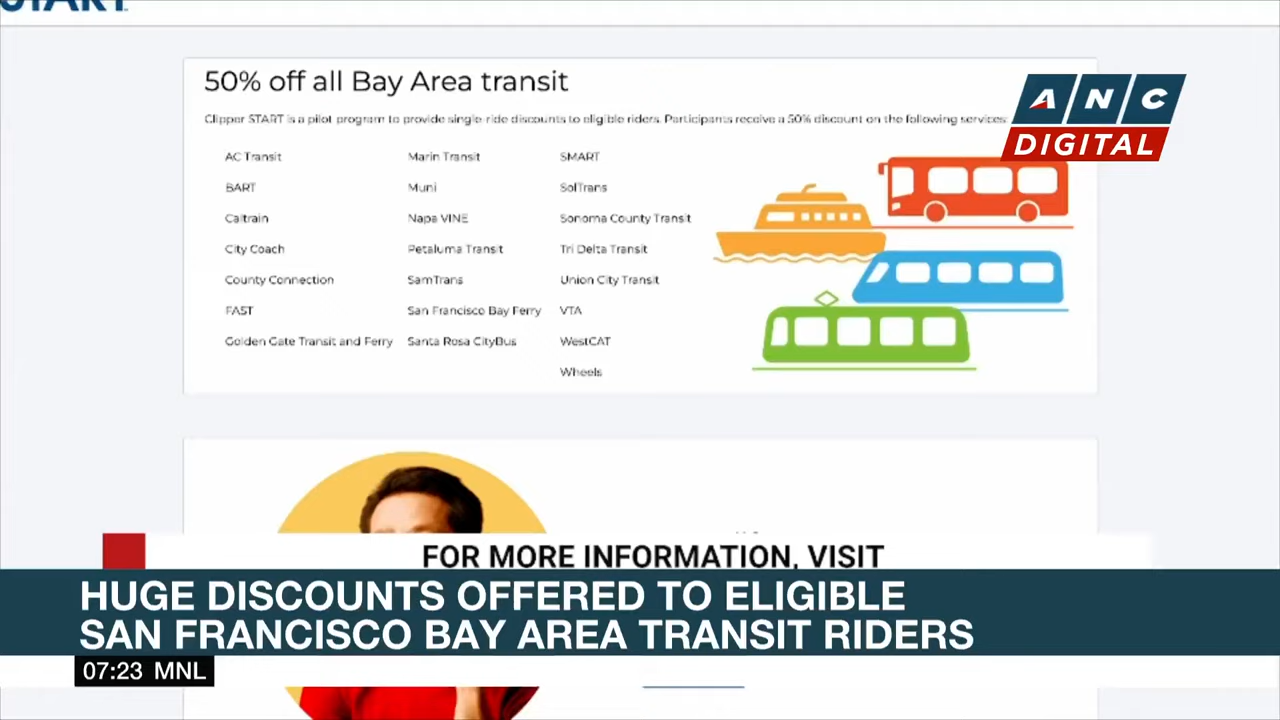 START
50% off all Bay Area transit
Clipper START is a pilot program to provide single-ride discounts to eligible riders. Participants receive a 50% discount on the following services:
AC Transit
BART
Caltrain
City Coach
County Connection
FAST
Golden Gate Transit and Ferry
Marin Transit
Muni
Napa VINE
Petaluma Transit
SamTrans
San Francisco Bay Ferry
Santa Rosa CityBus
SMART
SolTrans
Sonoma County Transit
Tri Delta Transit
Union City Transit
VTA
WestCAT
Wheels
ANC
DIGITAL
FOR MORE INFORMATION, VISIT
HUGE DISCOUNTS OFFERED TO ELIGIBLE
SAN FRANCISCO BAY AREA TRANSIT RIDERS
07:23 MNL